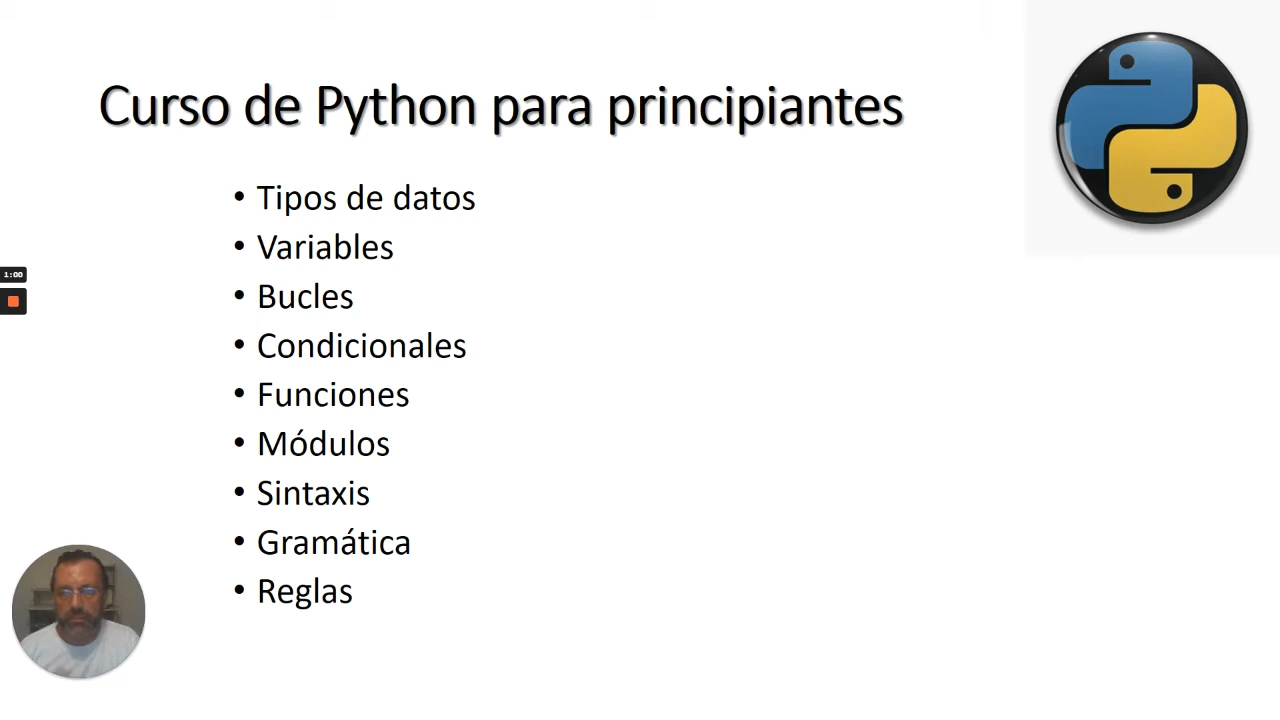 Curso de Python para principiantes
• Tipos de datos
• Variables
• Bucles
• Condicionales
• Funciones
• Módulos
• Sintaxis
• Gramática
• Reglas
1:00